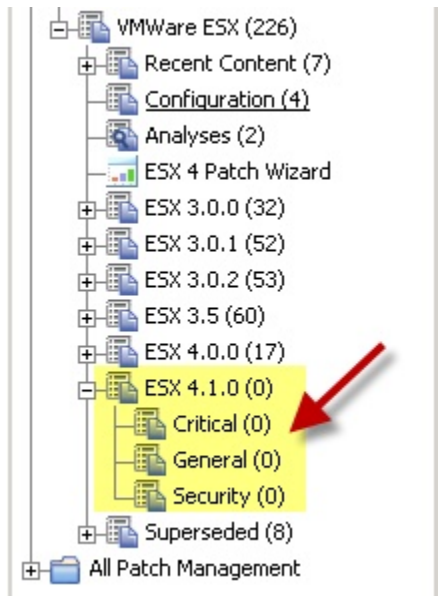 VMWare ESX (226)
Recent Content (7)
Configuration (4)
Analyses (2)
ESX 4 Patch Wizard
ESX 3.0.0 (32)
ESX 3.0.1 (52)
ESX 3.0.2 (53)
ESX 3.5 (60)
ESX 4.0.0 (17)
ESX 4.1.0 (0)
Critical (0)
General (0)
Security (0)
Superseded (8)
All Patch Management